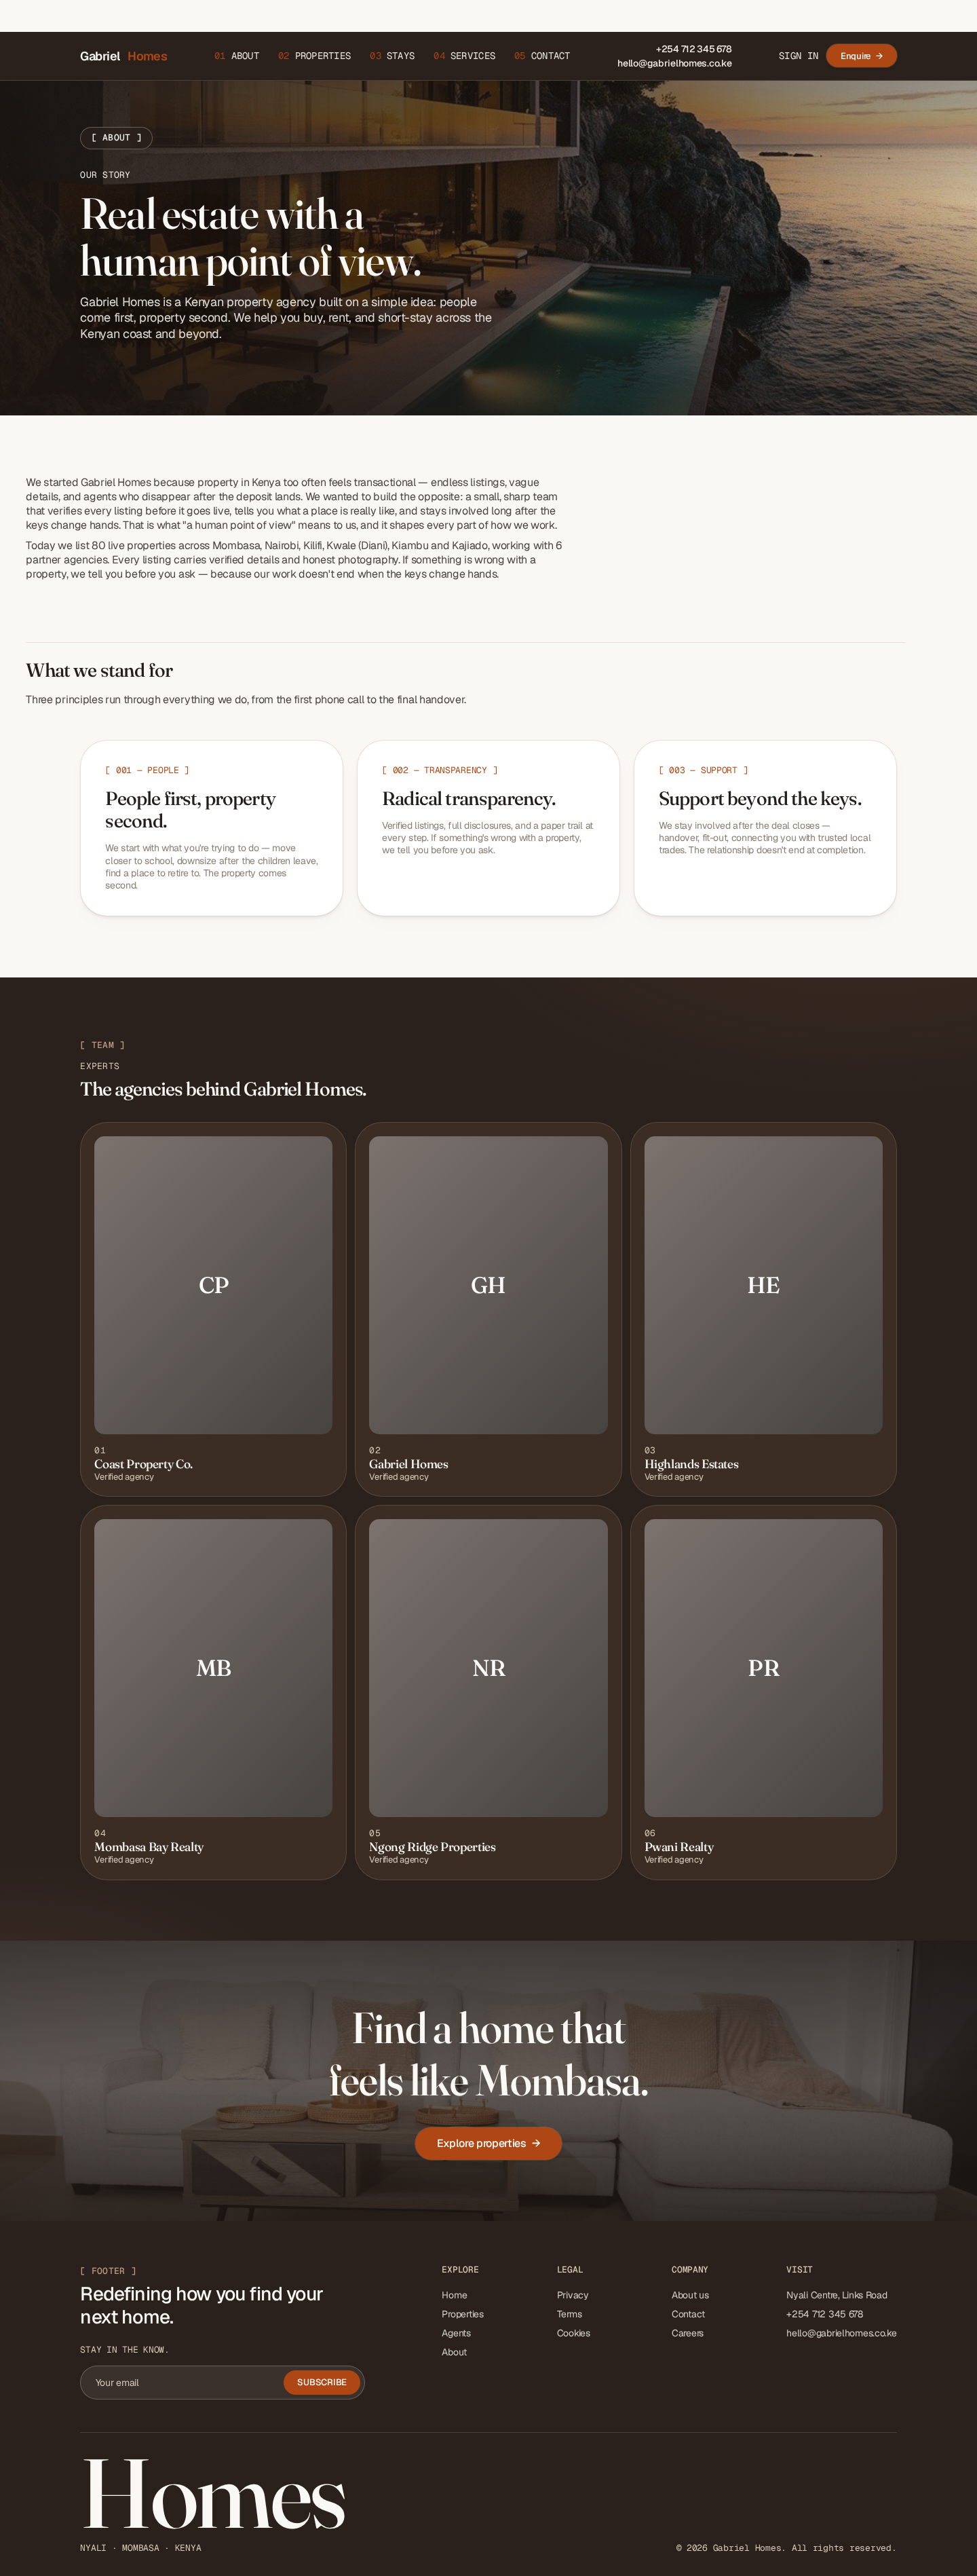 Gabriel Homes
01 ABOUT 02 PROPERTIES 03 STAYS 04 SERVICES 05 CONTACT
+254 712 345 678
hello@gabrielhomes.co.ke
SIGN IN
Enquire →
[ ABOUT ]
OUR STORY
Real estate with a
human point of view.
Gabriel Homes is a Kenyan property agency built on a simple idea: people
come first, property second. We help you buy, rent, and short-stay across the
Kenyan coast and beyond.
We started Gabriel Homes because property in Kenya too often feels transactional — endless listings, vague
details, and agents who disappear after the deposit lands. We wanted to build the opposite: a small, sharp team
that verifies every listing before it goes live, tells you what a place is really like, and stays involved long after the
keys change hands. That is what "a human point of view" means to us, and it shapes every part of how we work.
Today we list 80 live properties across Mombasa, Nairobi, Kilifi, Kwale (Diani), Kiambu and Kajiado, working with 6
partner agencies. Every listing carries verified details and honest photography. If something is wrong with a
property, we tell you before you ask — because our work doesn't end when the keys change hands.
What we stand for
Three principles run through everything we do, from the first phone call to the final handover.
[ 001 — PEOPLE ]
People first, property
second.
We start with what you're trying to do — move
closer to school, downsize after the children leave,
find a place to retire to. The property comes
second.
[ 002 — TRANSPARENCY ]
Radical transparency.
Verified listings, full disclosures, and a paper trail at
every step. If something's wrong with a property,
we tell you before you ask.
[ 003 — SUPPORT ]
Support beyond the keys.
We stay involved after the deal closes —
handover, fit-out, connecting you with trusted local
trades. The relationship doesn't end at completion.
[ TEAM ]
EXPERTS
The agencies behind Gabriel Homes.
CP
01
Coast Property Co.
Verified agency
GH
02
Gabriel Homes
Verified agency
HE
03
Highlands Estates
Verified agency
MB
04
Mombasa Bay Realty
Verified agency
NR
05
Ngong Ridge Properties
Verified agency
PR
06
Pwani Realty
Verified agency
Find a home that
feels like Mombasa.
Explore properties →
[ FOOTER ]
Redefining how you find your
next home.
STAY IN THE KNOW.
Your email
SUBSCRIBE
EXPLORE
Home
Properties
Agents
About
LEGAL
Privacy
Terms
Cookies
COMPANY
About us
Contact
Careers
VISIT
Nyali Centre, Links Road
+254 712 345 678
hello@gabrielhomes.co.ke
Homes
NYALI · MOMBASA · KENYA
© 2026 Gabriel Homes. All rights reserved.